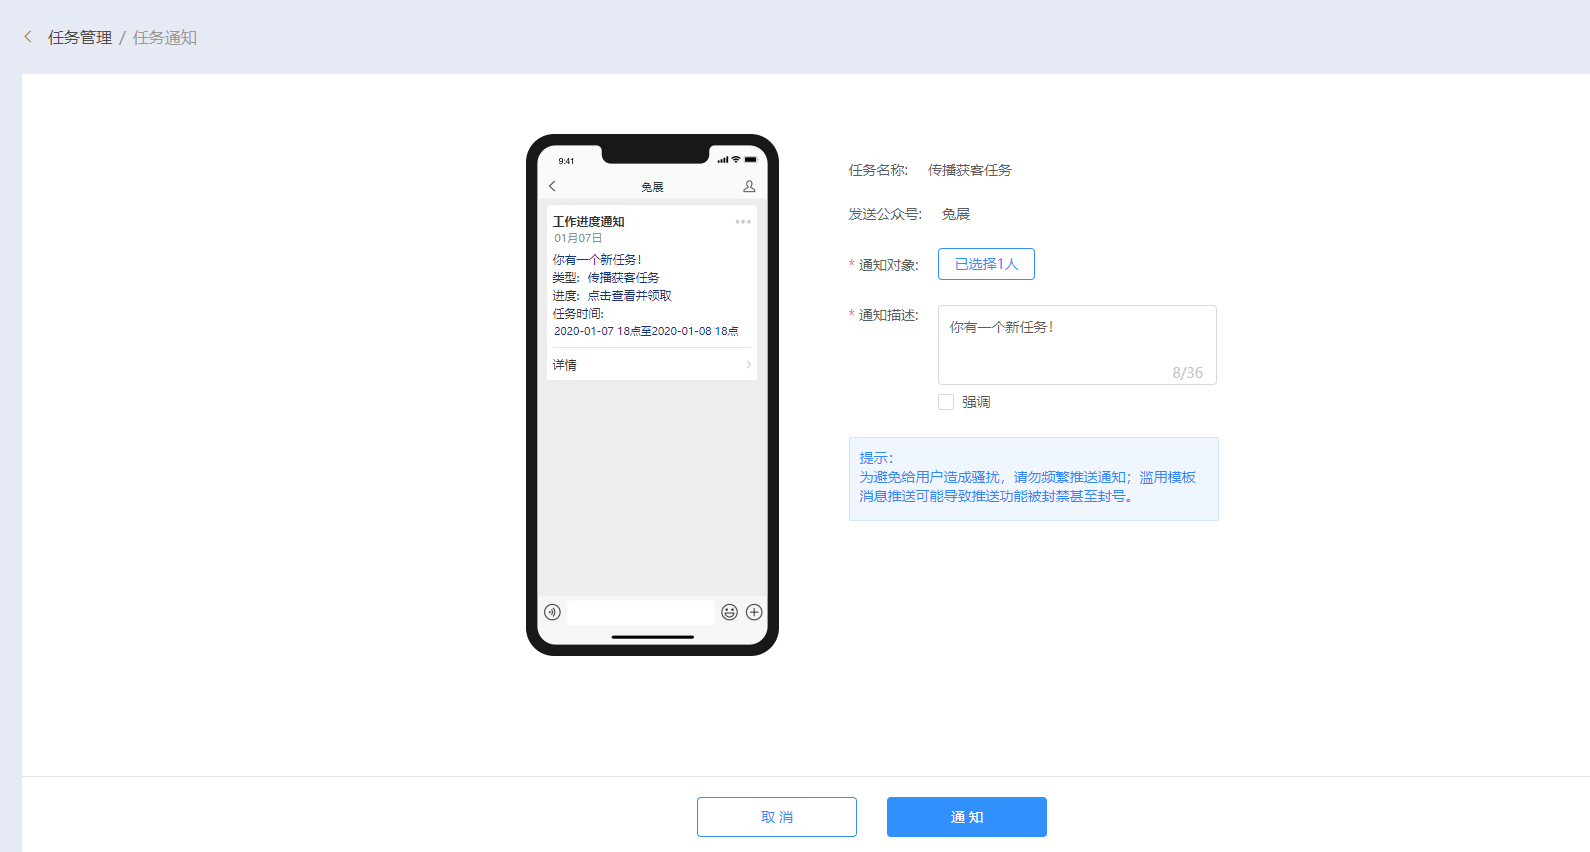 任务管理 / 任务通知
9:41
兔展
工作进度通知
01月07日
你有一个新任务!
类型: 传播获客任务
进度: 点击查看并领取
任务时间:
2020-01-07 18点至2020-01-08 18点
详情
任务名称: 传播获客任务
发送公众号: 兔展
* 通知对象: 已选择1人
* 通知描述: 你有一个新任务!
8/36
强调
提示:
为避免给用户造成骚扰，请勿频繁推送通知；滥用模板
消息推送可能导致推送功能被封禁甚至封号。
取 消
通 知